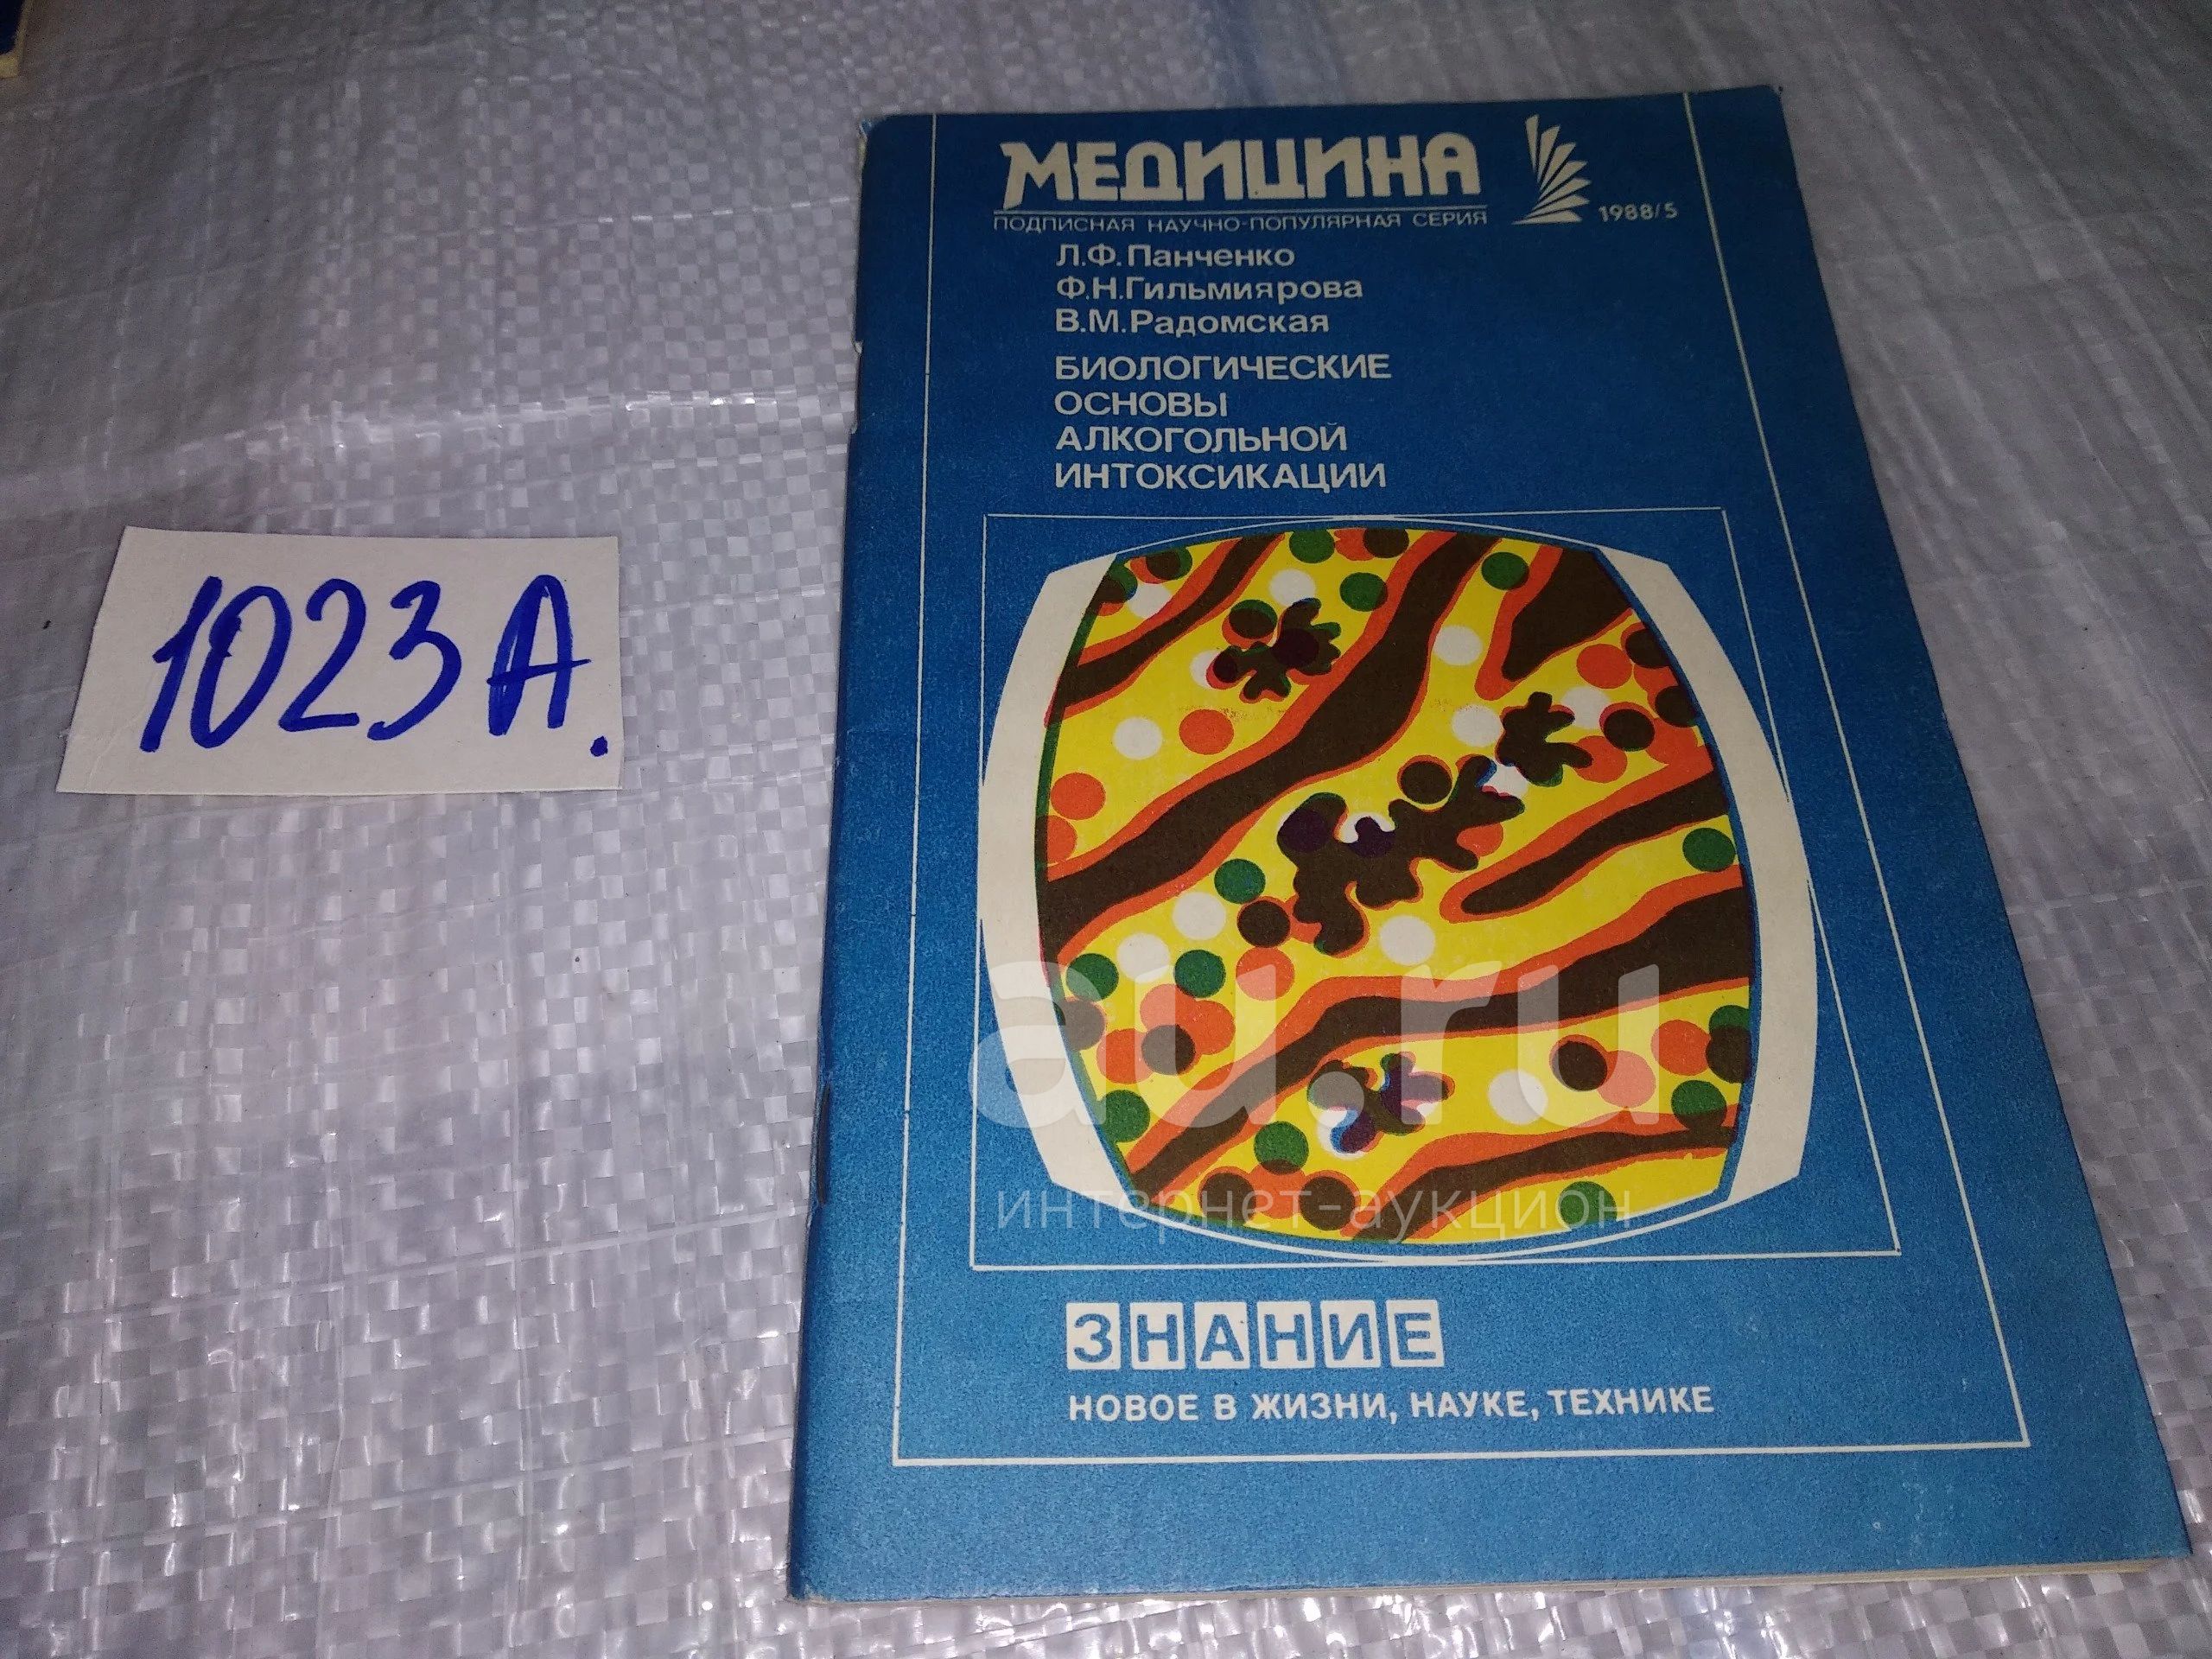 1023А.
МЕДИЦИНА
ПОДПИСНАЯ НАУЧНО-ПОПУЛЯРНАЯ СЕРИЯ
1988/5
Л.Ф.Панченко
Ф.Н.Гильмиярова
В.М.Радомская
БИОЛОГИЧЕСКИЕ
ОСНОВЫ
АЛКОГОЛЬНОЙ
ИНТОКСИКАЦИИ
au.ru
интернет-аукцион
ЗНАНИЕ
НОВОЕ В ЖИЗНИ, НАУКЕ, ТЕХНИКЕ